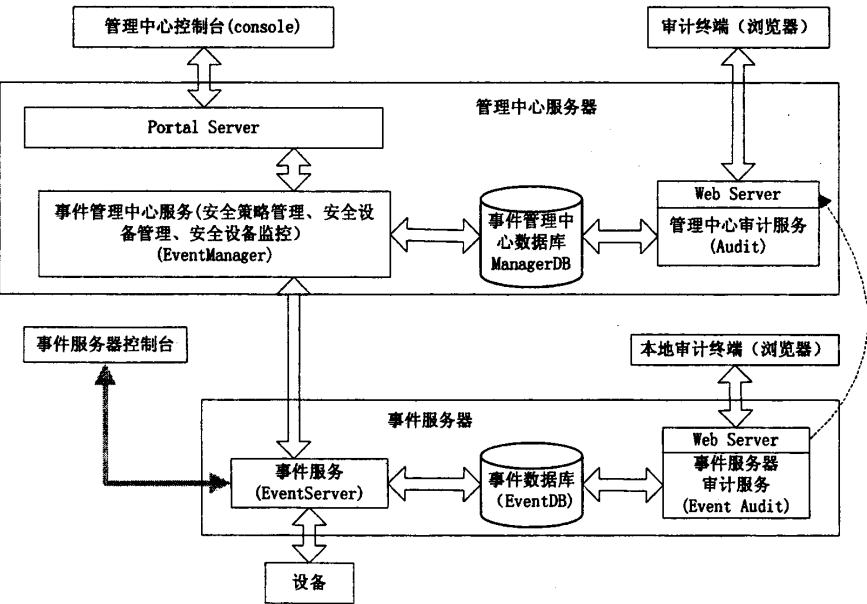 管理中心控制台(console)
审计终端（浏览器）
管理中心服务器
Portal Server
事件管理中心服务(安全策略管理、安全设
备管理、安全设备监控)
(EventManager)
事件管理中
心数据库
ManagerDB
Web Server
管理中心审计服务
(Audit)
事件服务器控制台
本地审计终端（浏览器）
事件服务器
事件服务
(EventServer)
事件数据库
（EventDB)
Web Server
事件服务器
审计服务
(Event Audit)
设备